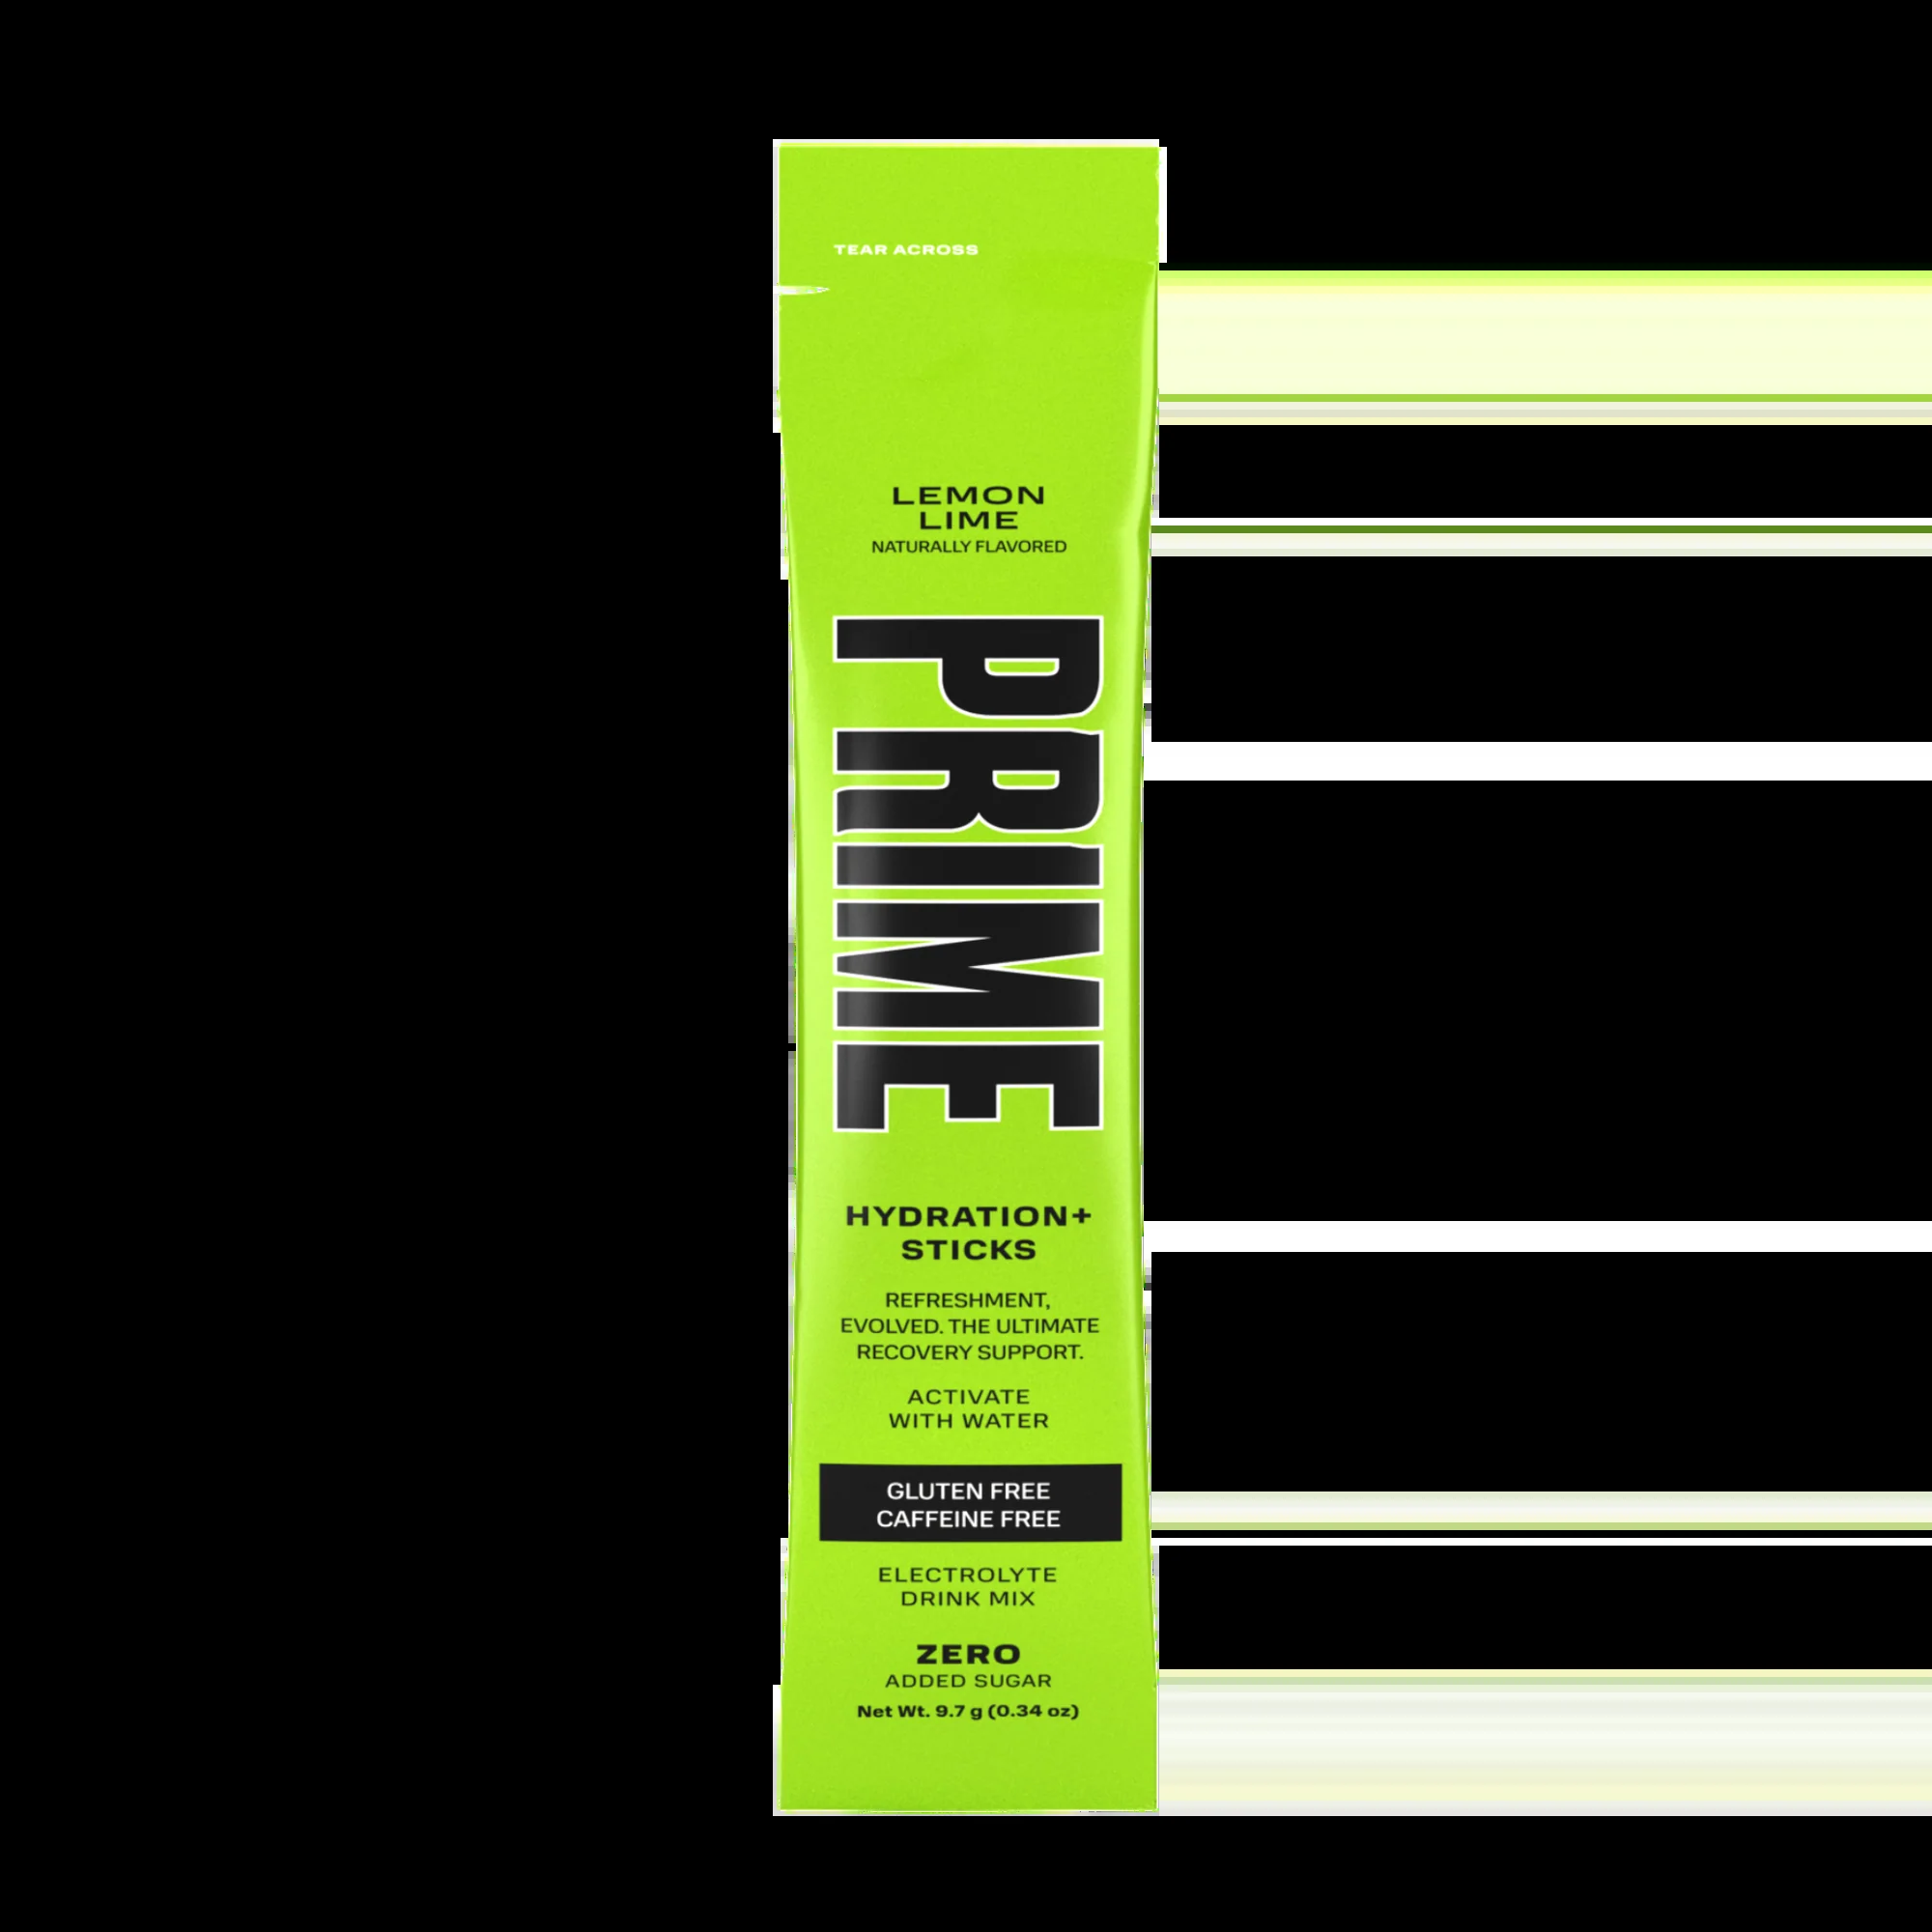 TEAR ACROSS
LEMON
LIME
NATURALLY FLAVORED
PRIME
HYDRATION+
STICKS
REFRESHMENT,
EVOLVED. THE ULTIMATE
RECOVERY SUPPORT.
ACTIVATE
WITH WATER
GLUTEN FREE
CAFFEINE FREE
ELECTROLYTE
DRINK MIX
ZERO
ADDED SUGAR
Net Wt. 9.7 g (0.34 oz)